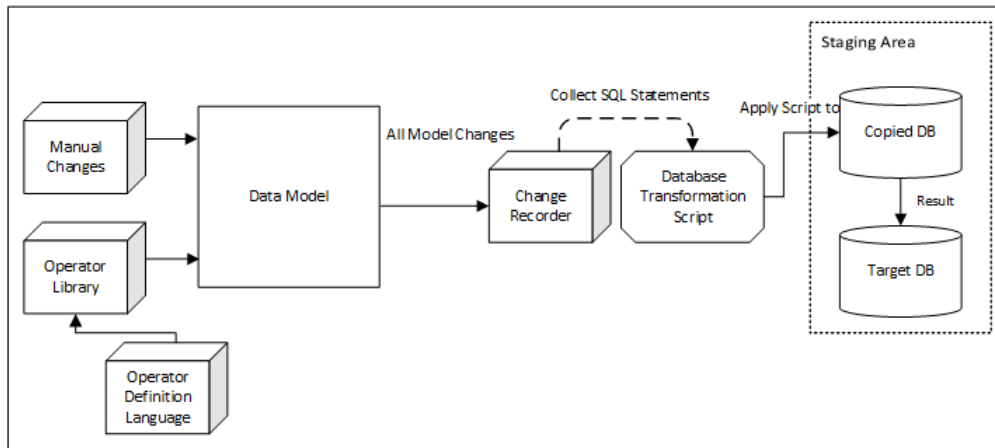 Staging Area
Collect SQL Statements
Apply Script to
Copied DB
Manual
Changes
All Model Changes
Data Model
Change
Recorder
Database
Transformation
Script
Result
Operator
Library
Target DB
Operator
Definition
Language